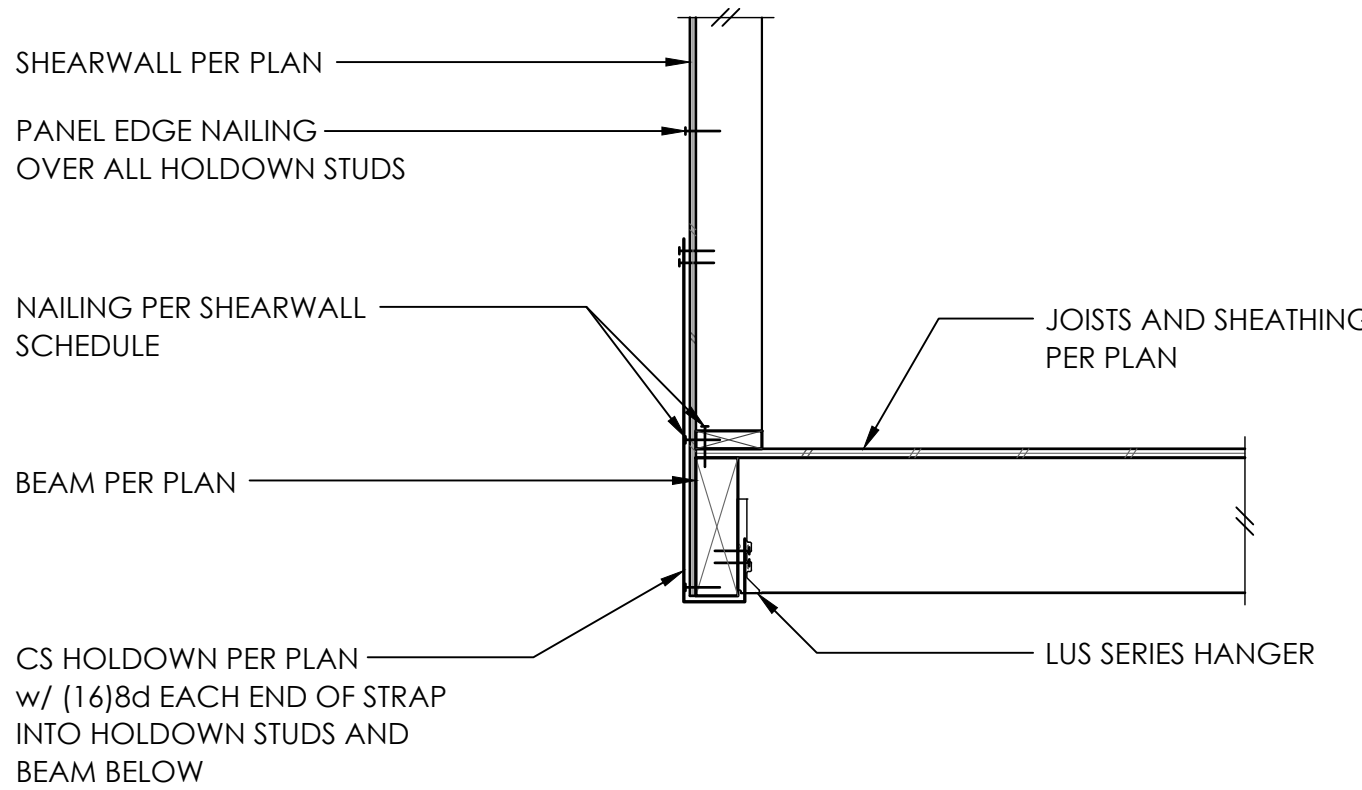 SHEARWALL PER PLAN
PANEL EDGE NAILING
OVER ALL HOLDOWN STUDS
NAILING PER SHEARWALL
SCHEDULE
JOISTS AND SHEATHING
PER PLAN
BEAM PER PLAN
CS HOLDOWN PER PLAN
w/ (16)8d EACH END OF STRAP
INTO HOLDOWN STUDS AND
BEAM BELOW
LUS SERIES HANGER